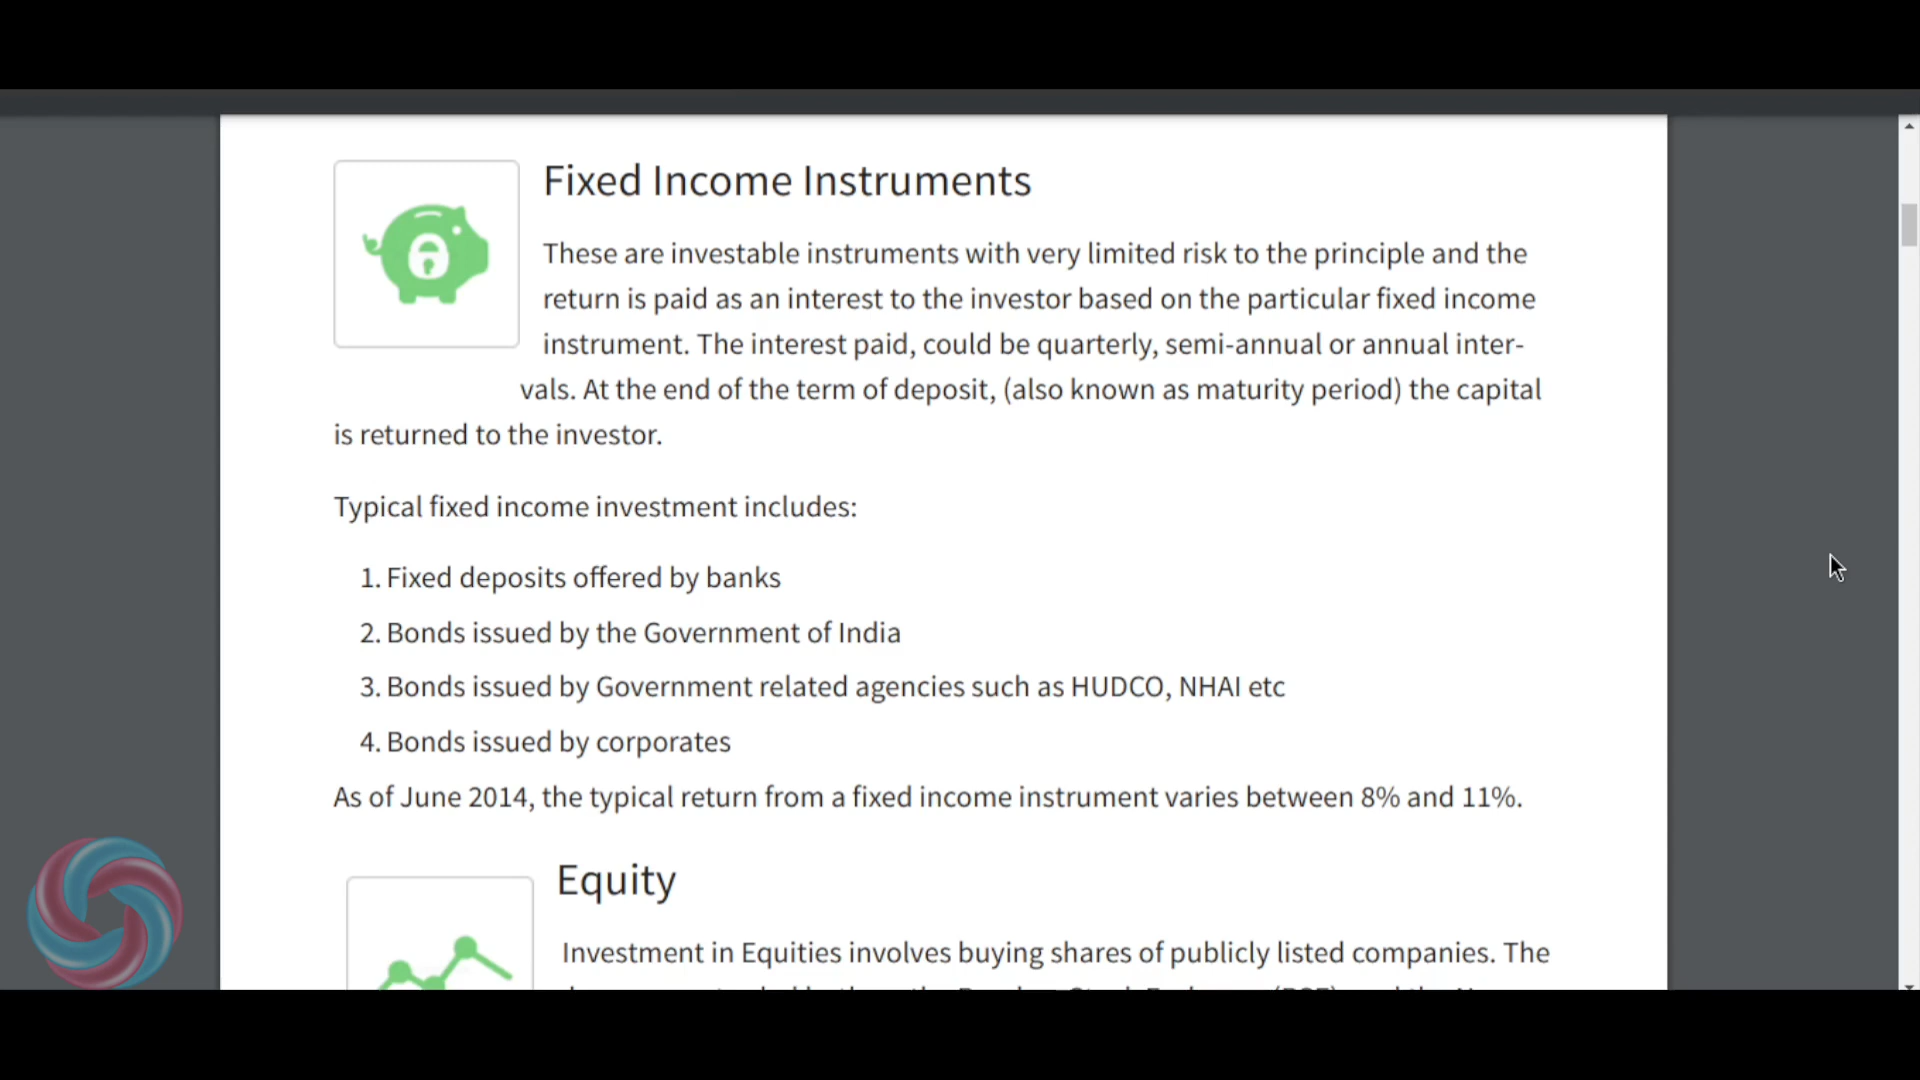 Fixed Income Instruments
These are investable instruments with very limited risk to the principle and the
return is paid as an interest to the investor based on the particular fixed income
instrument. The interest paid, could be quarterly, semi-annual or annual inter-
vals. At the end of the term of deposit, (also known as maturity period) the capital
is returned to the investor.
Typical fixed income investment includes:
1. Fixed deposits offered by banks
2. Bonds issued by the Government of India
3. Bonds issued by Government related agencies such as HUDCO, NHAI etc
4. Bonds issued by corporates
As of June 2014, the typical return from a fixed income instrument varies between 8% and 11%.
Equity
Investment in Equities involves buying shares of publicly listed companies. The